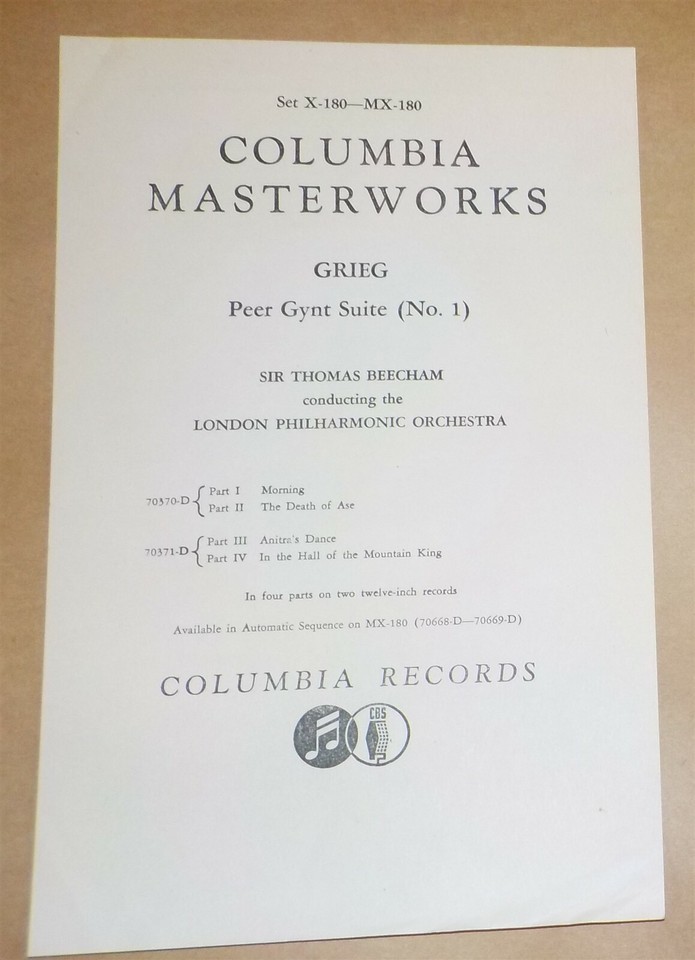 Set X-180—MX-180
COLUMBIA
MASTERWORKS
GRIEG
Peer Gynt Suite (No. 1)
SIR THOMAS BEECHAM
conducting the
LONDON PHILHARMONIC ORCHESTRA
70370-D { Part I Morning
Part II The Death of Ase
70371-D { Part III Anitra's Dance
Part IV In the Hall of the Mountain King
In four parts on two twelve-inch records
Available in Automatic Sequence on MX-180 (70668-D—70669-D)
COLUMBIA RECORDS
CBS